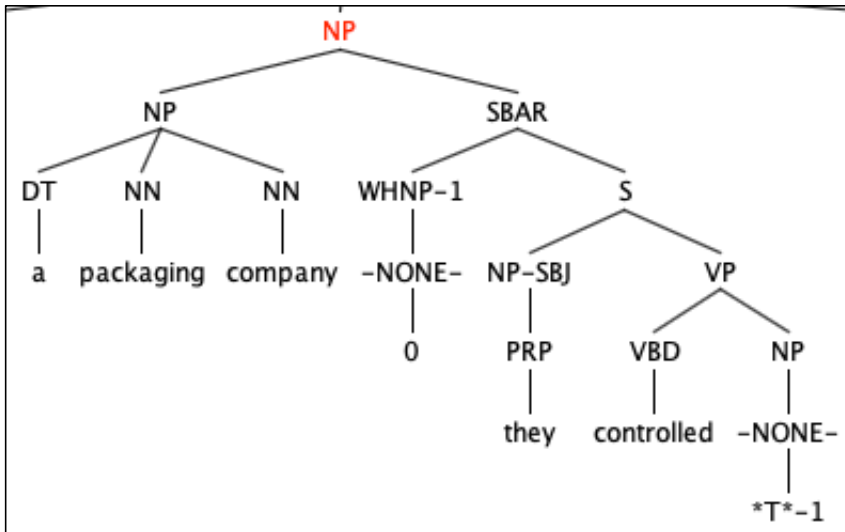 NP
NP SBAR
DT NN NN WHNP-1 S
a packaging company -NONE- NP-SBJ VP
0 PRP VBD NP
they controlled -NONE-
*T*-1